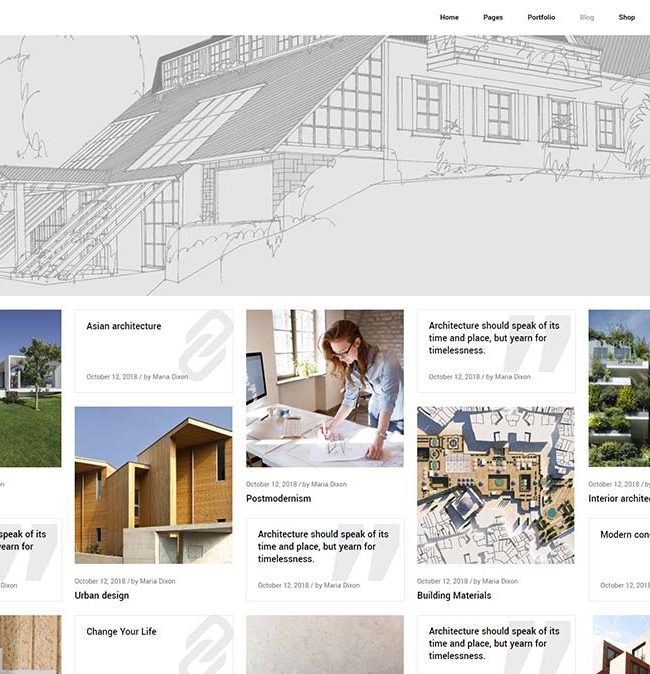 Home Pages Portfolio Blog Shop
Asian architecture
October 12, 2018 / by Maria Dixon
October 12, 2018 / by Maria Dixon
Urban design
Change Your Life
October 12, 2018 / by Maria Dixon
Postmodernism
Architecture should speak of its
time and place, but yearn for
timelessness.
October 12, 2018 / by Maria Dixon
Architecture should speak of its
time and place, but yearn for
timelessness.
October 12, 2018 / by Maria Dixon
October 12, 2018 / by Maria Dixon
Building Materials
Architecture should speak of its
time and place, but yearn for
timelessness.
speak of its
yearn for
Dixon
October 12, 2018 / by
Interior archite
Modern con
October 12, 2018